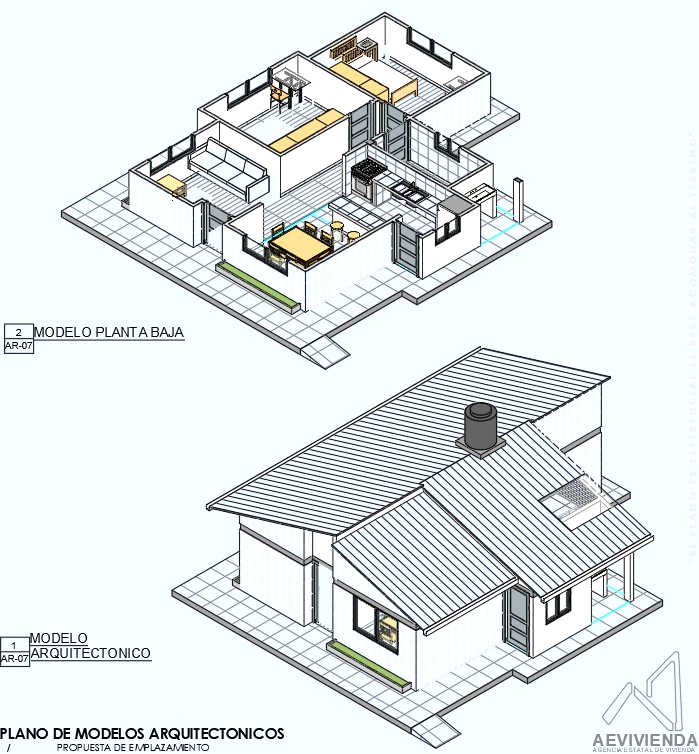 2
AR-07
MODELO PLANTA BAJA
1
AR-07
MODELO
ARQUITECTONICO
PLANO DE MODELOS ARQUITECTONICOS
/ PROPUESTA DE EMPLAZAMIENTO
AEVIVIENDA
AGENCIA ESTATAL DE VIVIENDA